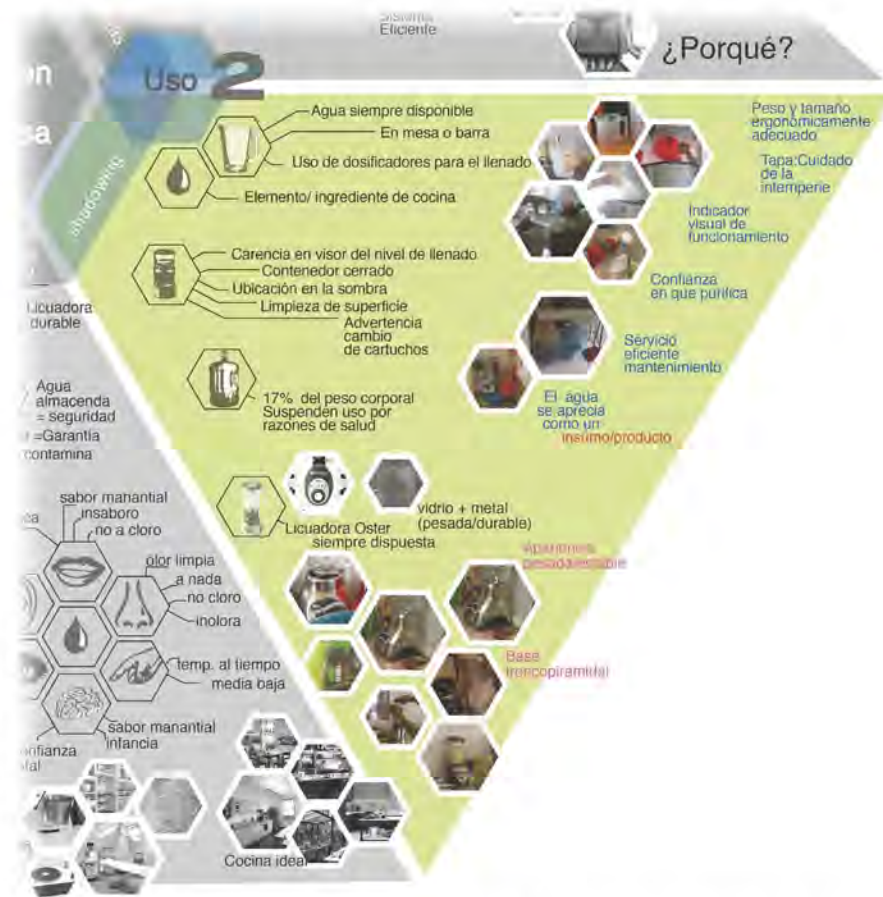 Sistema
Eficiente
¿Porqué?
Uso 2
shadowing
Agua siempre disponible
En mesa o barra
Uso de dosificadores para el llenado
Elemento/ ingrediente de cocina
Peso y tamaño
ergonómicamente
adecuado
Tapa:Cuidado
de la
intemperie
Indicador
visual de
funcionamiento
Confianza
en que purifica
Carencia en visor del nivel de llenado
Contenedor cerrado
Ubicación en la sombra
Limpieza de superficie
Advertencia
cambio
de cartuchos
Servicio
eficiente
mantenimiento
Licuadora
durable
17% del peso corporal
Suspenden uso por
razones de salud
El agua
se aprecia
como un
insumo/producto
Agua
almacenda
= seguridad
=Garantía
contamina
vidrio + metal
(pesada/durable)
Licuadora Oster
siempre dispuesta
sabor manantial
insaboro
no a cloro
olor limpia
a nada
no cloro
inolora
Apariencia
pesada/estable
Base
troncopiramidal
temp. al tiempo
media baja
sabor manantial
infancia
Cocina ideal